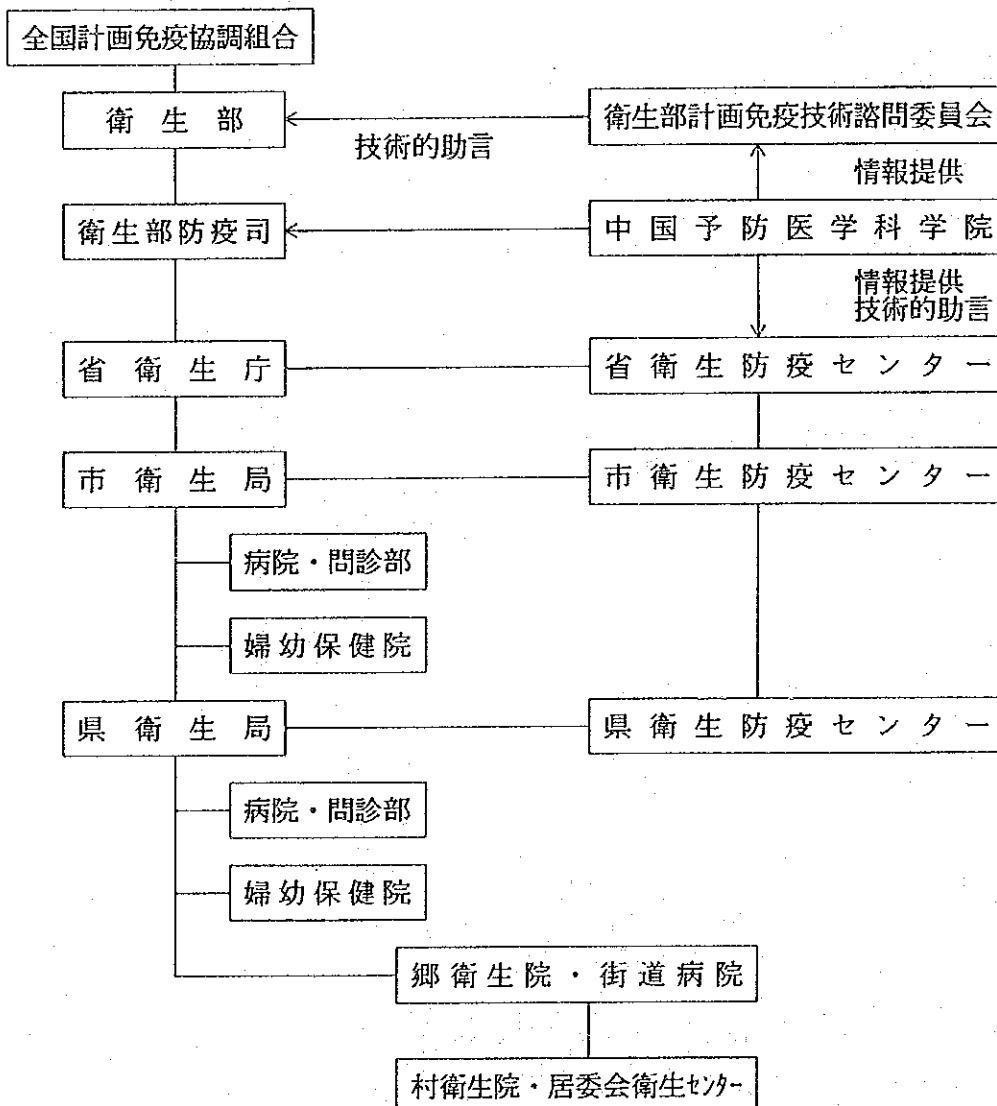 全国計画免疫協調組合
衛生部
衛生部計画免疫技術諮問委員会
技術的助言
情報提供
衛生部防疫司
中国予防医学科学院
情報提供
技術的助言
省衛生庁
省衛生防疫センター
市衛生局
市衛生防疫センター
病院・問診部
婦幼保健院
県衛生局
県衛生防疫センター
病院・問診部
婦幼保健院
郷衛生院・街道病院
村衛生院・居委会衛生センター